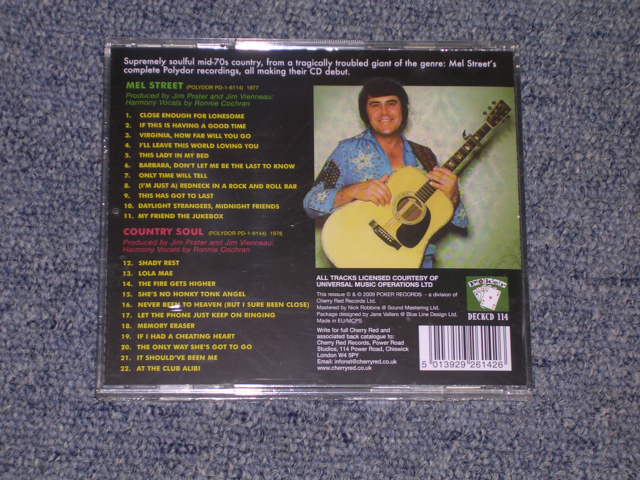 Supremely soulful mid-70s country, from a tragically troubled giant of the genre: Mel Street's
complete Polydor recordings, all making their CD debut.
MEL STREET (POLYDOR PD-1-6114) 1977
Produced by Jim Prater and Jim Vienneau:
Harmony Vocals by Ronnie Cochran
1. CLOSE ENOUGH FOR LONESOME
2. IF THIS IS HAVING A GOOD TIME
3. VIRGINIA, HOW FAR WILL YOU GO
4. I'LL LEAVE THIS WORLD LOVING YOU
5. THIS LADY IN MY BED
6. BARBARA, DON'T LET ME BE THE LAST TO KNOW
7. ONLY TIME WILL TELL
8. (I'M JUST A) REDNECK IN A ROCK AND ROLL BAR
9. THIS HAS GOT TO LAST
10. DAYLIGHT STRANGERS, MIDNIGHT FRIENDS
11. MY FRIEND THE JUKEBOX
COUNTRY SOUL (POLYDOR PD-1-6144) 1978
Produced by Jim Prater and Jim Vienneau:
Harmony Vocals by Ronnie Cochran
12. SHADY REST
13. LOLA MAE
14. THE FIRE GETS HIGHER
15. SHE'S NO HONKY TONK ANGEL
16. NEVER BEEN TO HEAVEN (BUT I SURE BEEN CLOSE)
17. LET THE PHONE JUST KEEP ON RINGING
18. MEMORY ERASER
19. IF I HAD A CHEATING HEART
20. THE ONLY WAY SHE'S GOT TO GO
21. IT SHOULD'VE BEEN ME
22. AT THE CLUB ALIBI
ALL TRACKS LICENSED COURTESY OF
UNIVERSAL MUSIC OPERATIONS LTD
This reissue ℗ & © 2009 POKER RECORDS – a division of
Cherry Red Records Ltd.
Mastered by Nick Robbins @ Sound Mastering Ltd.
Package designed by Jane Vallers @ Blue Line Design Ltd.
Made in EU/MCPS
Write for full Cherry Red and
associated back catalogue to:
Cherry Red Records, Power Road
Studios, 114 Power Road, Chiswick
London W4 5PY
Email: infonet@cherryred.co.uk
www.cherryred.co.uk
DECKCD 114
5 013929 261426